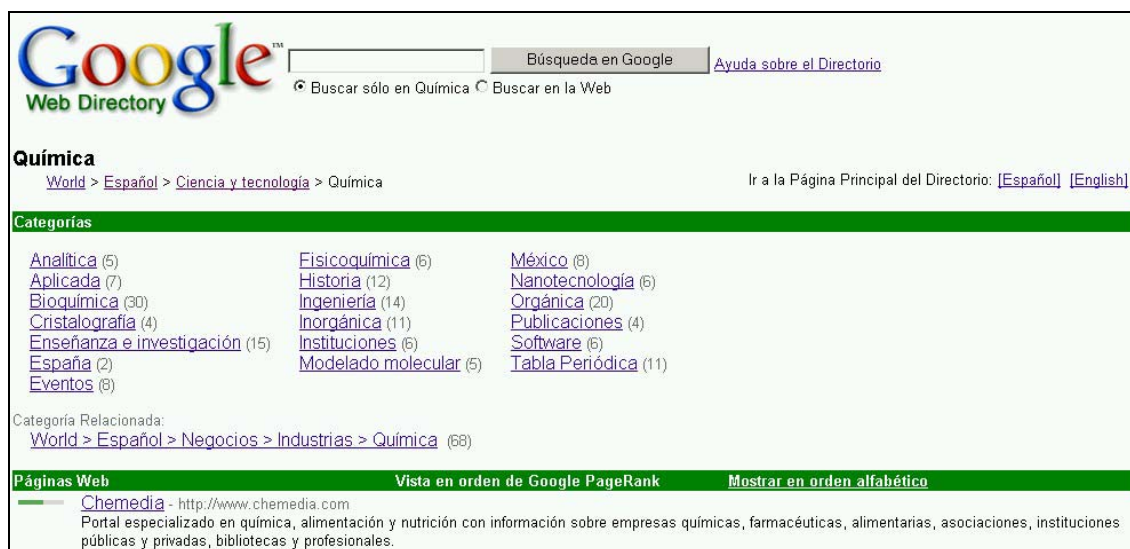 Google™
Web Directory
Búsqueda en Google
Ayuda sobre el Directorio
Buscar sólo en Química Buscar en la Web
Química
World > Español > Ciencia y tecnología > Química
Ir a la Página Principal del Directorio: [Español] [English]
Categorías
Analítica (5)
Aplicada (7)
Bioquímica (30)
Cristalografía (4)
Enseñanza e investigación (15)
España (2)
Eventos (8)
Fisicoquímica (6)
Historia (12)
Ingeniería (14)
Inorgánica (11)
Instituciones (6)
Modelado molecular (5)
México (8)
Nanotecnología (6)
Orgánica (20)
Publicaciones (4)
Software (6)
Tabla Periódica (11)
Categoría Relacionada:
World > Español > Negocios > Industrias > Química (68)
Páginas Web Vista en orden de Google PageRank Mostrar en orden alfabético
Chemedia - http://www.chemedia.com
Portal especializado en química, alimentación y nutrición con información sobre empresas químicas, farmacéuticas, alimentarias, asociaciones, instituciones
públicas y privadas, bibliotecas y profesionales.